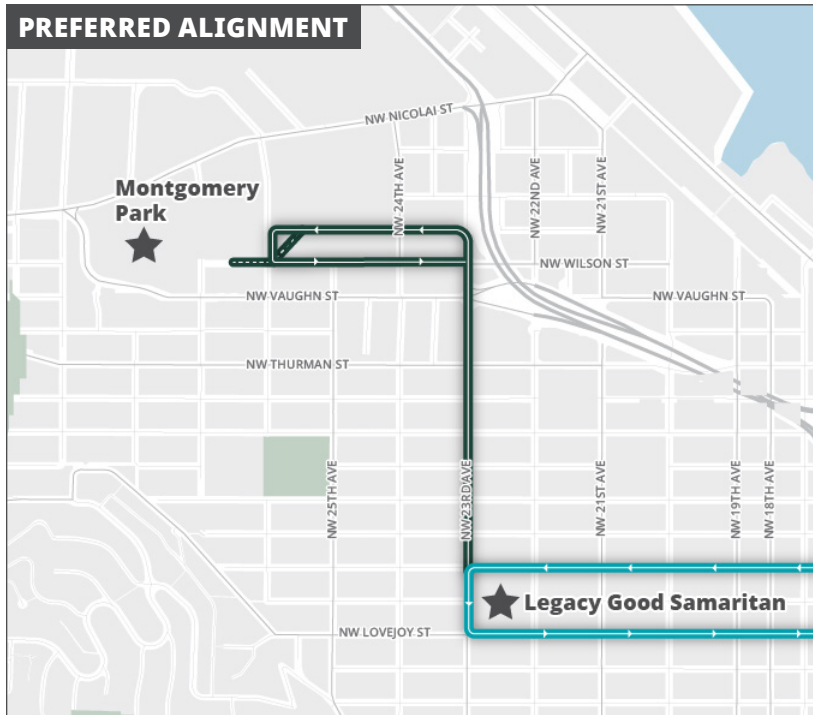 PREFERRED ALIGNMENT
NW NICOLAI ST
NW 24TH AVE
NW 22ND AVE
NW 21ST AVE
Montgomery
Park
NW WILSON ST
NW VAUGHN ST
NW VAUGHN ST
NW THURMAN ST
NW 25TH AVE
NW 23RD AVE
NW 21ST AVE
NW 19TH AVE
NW 18TH AVE
Legacy Good Samaritan
NW LOVEJOY ST